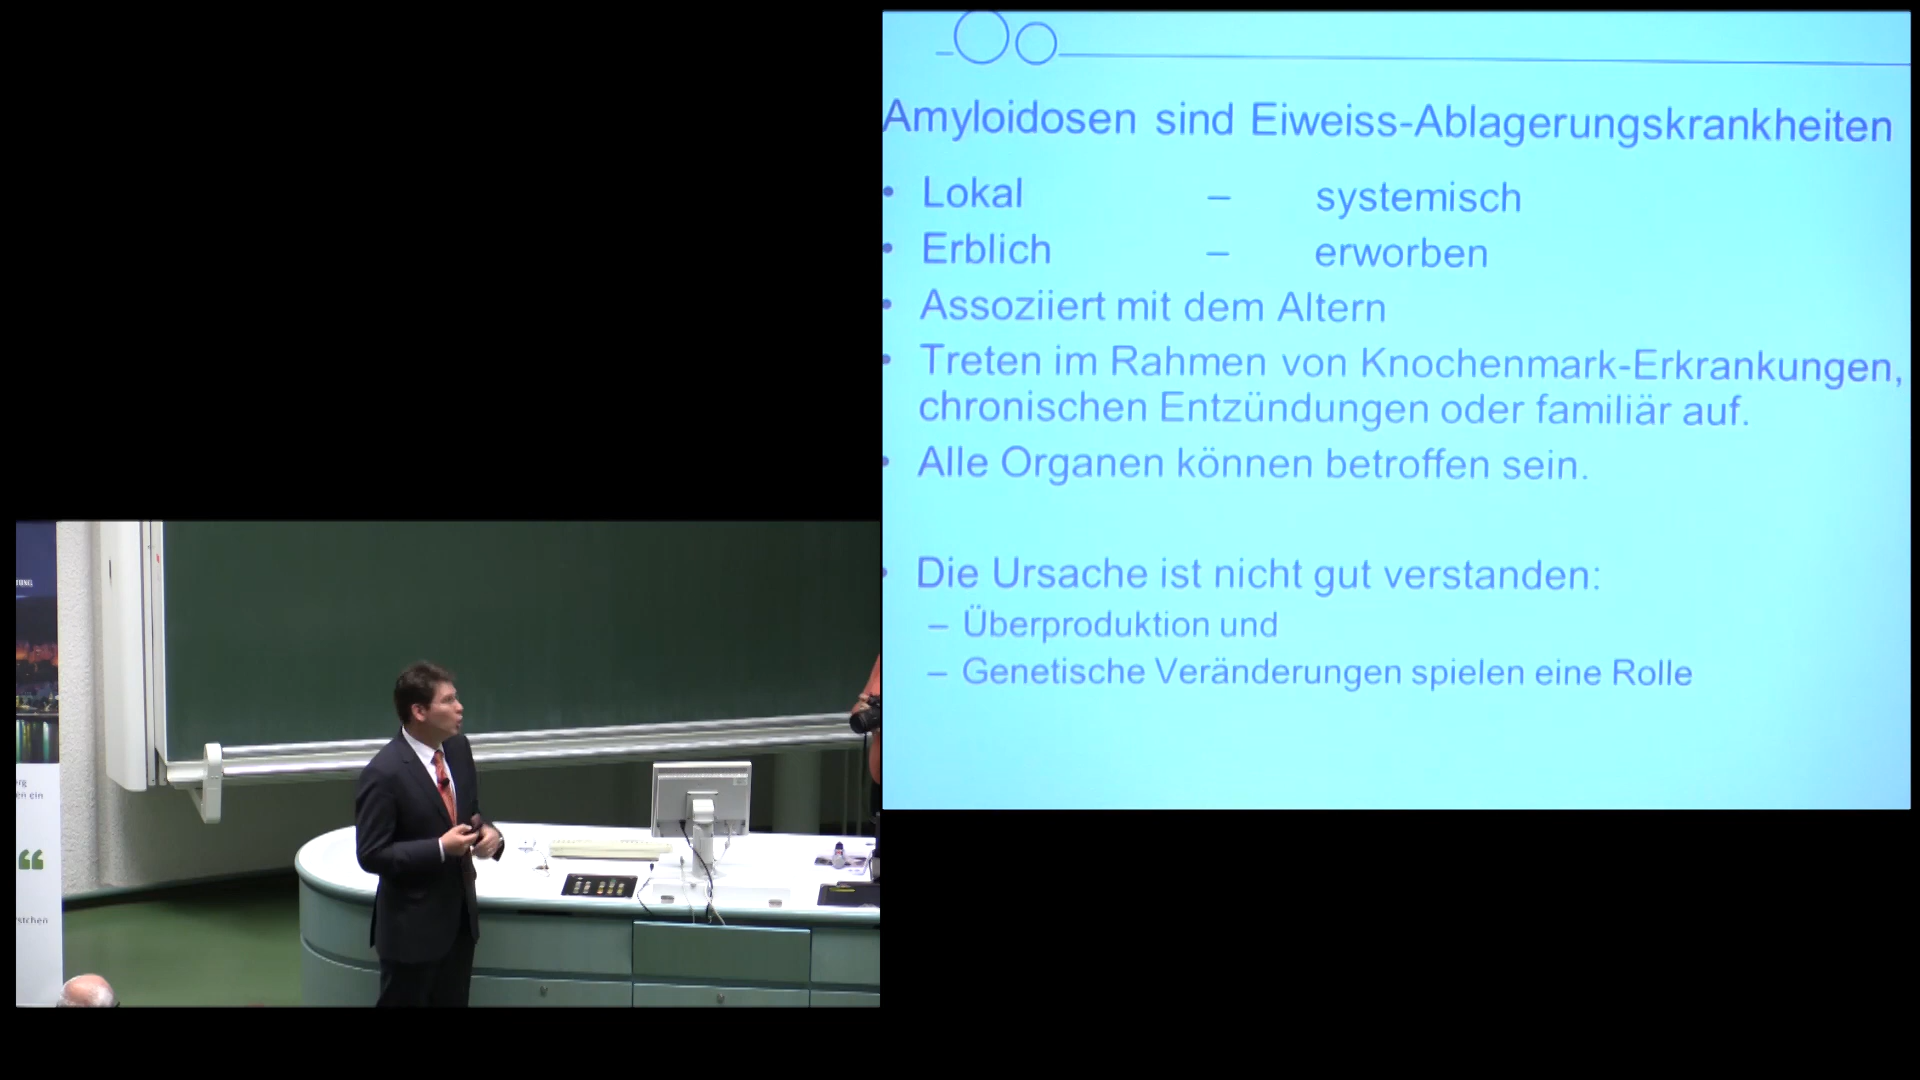 Amyloidosen sind Eiweiss-Ablagerungskrankheiten
• Lokal – systemisch
• Erblich – erworben
• Assoziiert mit dem Altern
• Treten im Rahmen von Knochenmark-Erkrankungen,
chronischen Entzündungen oder familiär auf.
• Alle Organen können betroffen sein.
• Die Ursache ist nicht gut verstanden:
– Überproduktion und
– Genetische Veränderungen spielen eine Rolle
en ein
“